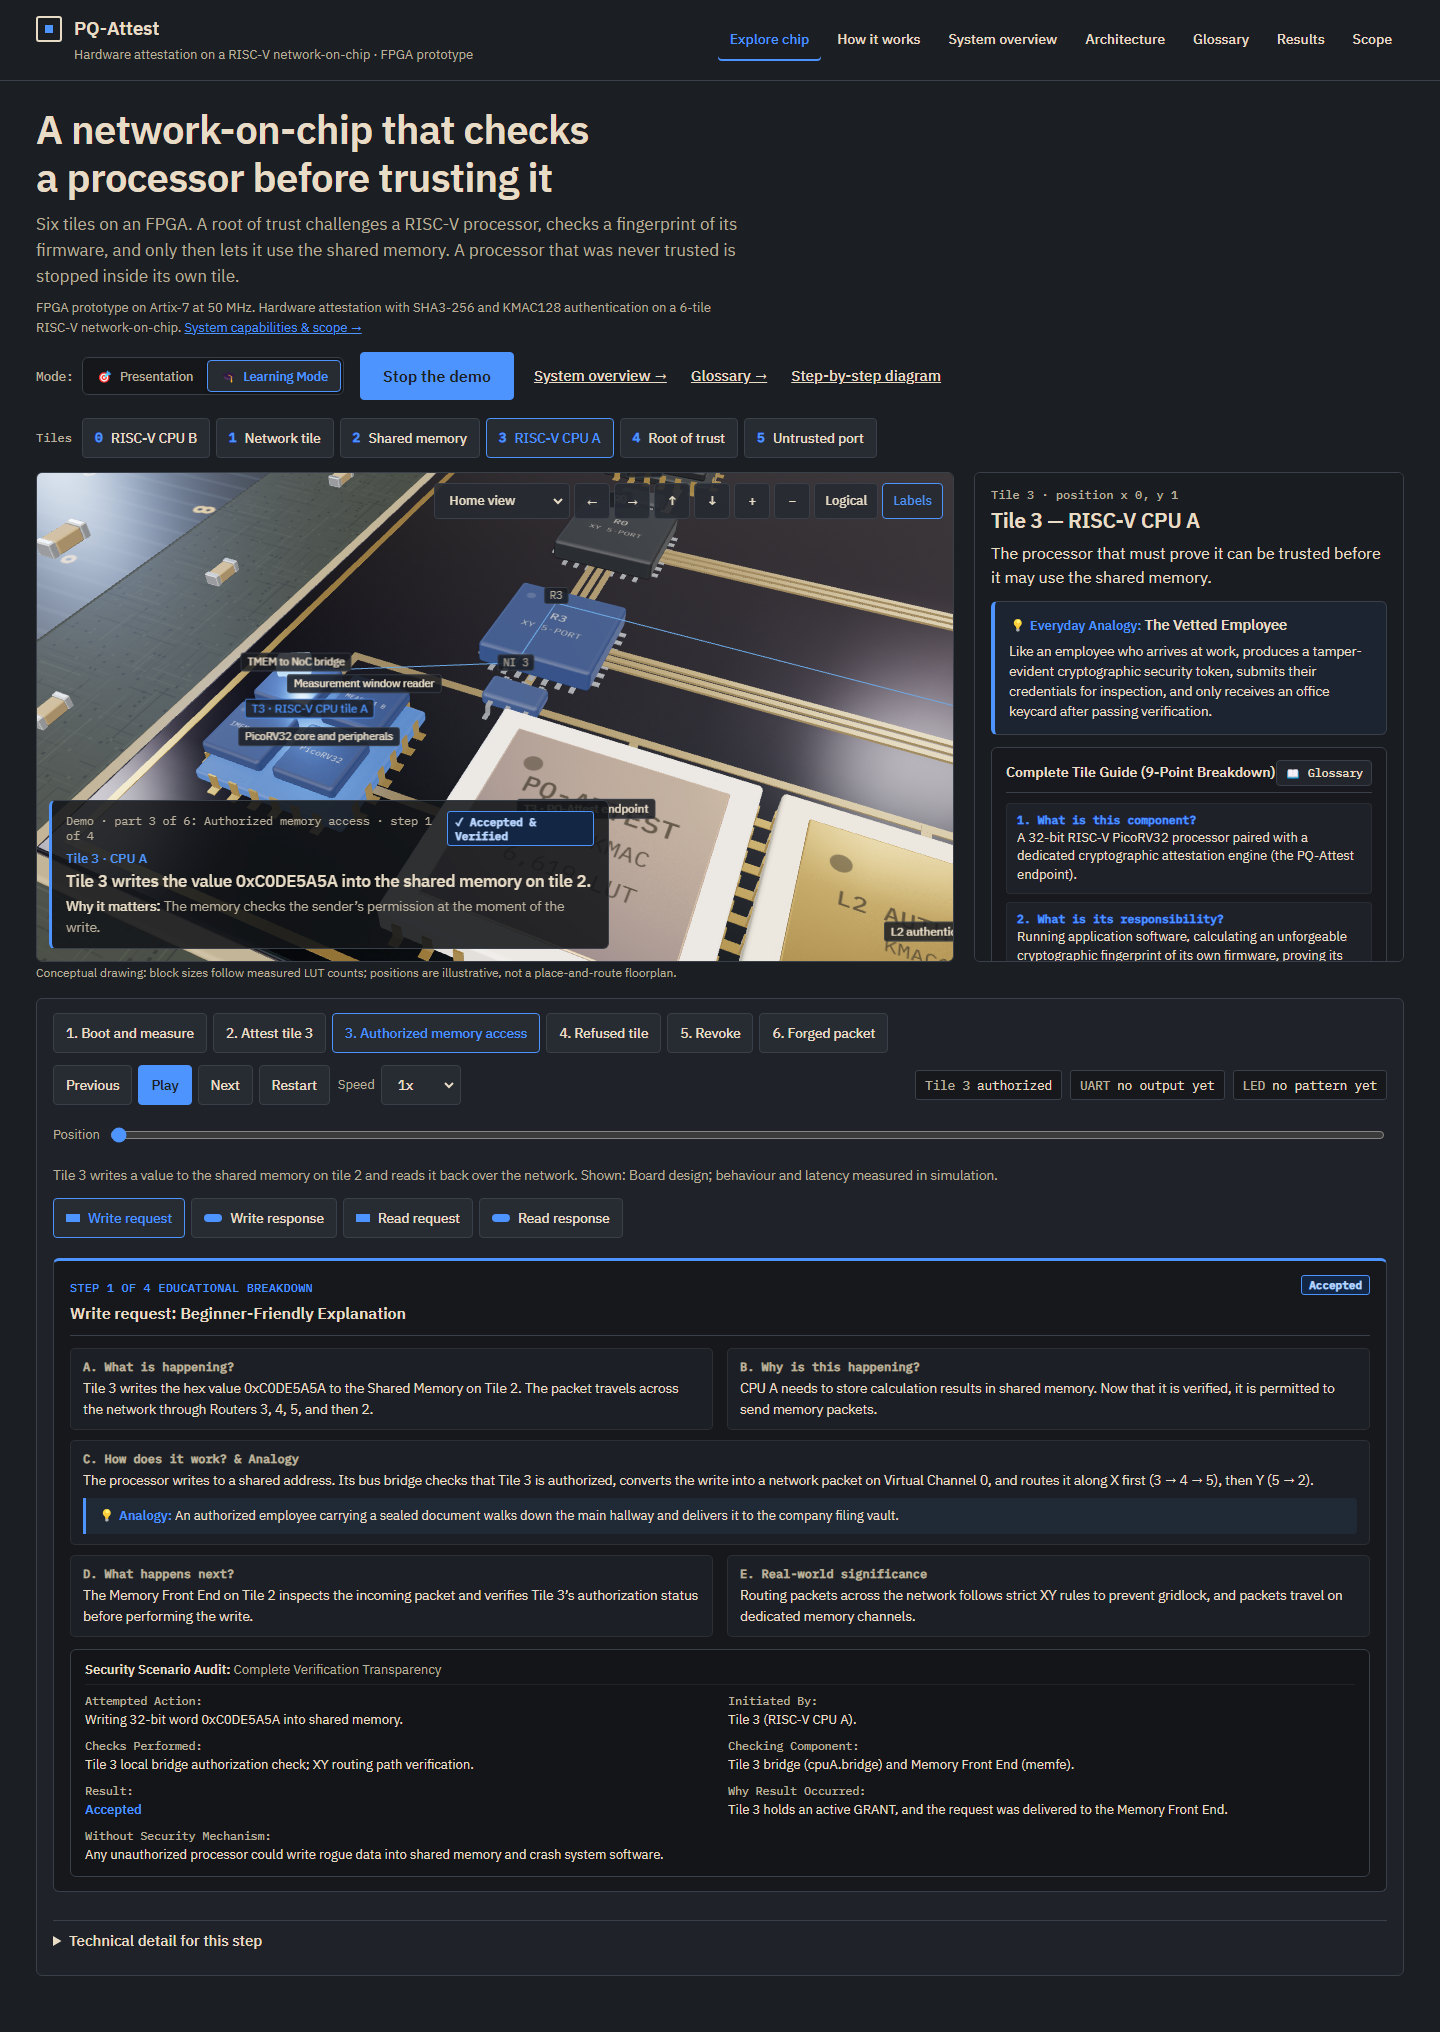 PQ-Attest
Hardware attestation on a RISC-V network-on-chip · FPGA prototype
Explore chip
How it works
System overview
Architecture
Glossary
Results
Scope
A network-on-chip that checks
a processor before trusting it
Six tiles on an FPGA. A root of trust challenges a RISC-V processor, checks a fingerprint of its
firmware, and only then lets it use the shared memory. A processor that was never trusted is
stopped inside its own tile.
FPGA prototype on Artix-7 at 50 MHz. Hardware attestation with SHA3-256 and KMAC128 authentication on a 6-tile
RISC-V network-on-chip. System capabilities & scope →
Mode:
🎯 Presentation
Learning Mode
Stop the demo
System overview →
Glossary →
Step-by-step diagram
Tiles
0 RISC-V CPU B
1 Network tile
2 Shared memory
3 RISC-V CPU A
4 Root of trust
5 Untrusted port
Home view
←
→
↑
↓
+
−
Logical
Labels
R0
XY 5-PORT
R3
R3
XY 5-PORT
NI 3
TMEM to NoC bridge
Measurement window reader
T3 · RISC-V CPU tile A
PicoRV32 core and peripherals
PicoRV32
PQ-ATTEST
KMAC
6,619 LUT
L2 AUT
KMAC
L2 authentic
Demo · part 3 of 6: Authorized memory access · step 1
of 4
✓ Accepted &
Verified
Tile 3 · CPU A
Tile 3 writes the value 0xC0DE5A5A into the shared memory on tile 2.
Why it matters: The memory checks the sender's permission at the moment of the
write.
Conceptual drawing: block sizes follow measured LUT counts; positions are illustrative, not a place-and-route floorplan.
Tile 3 · position x 0, y 1
Tile 3 — RISC-V CPU A
The processor that must prove it can be trusted before
it may use the shared memory.
💡 Everyday Analogy: The Vetted Employee
Like an employee who arrives at work, produces a tamper-
evident cryptographic security token, submits their
credentials for inspection, and only receives an office
keycard after passing verification.
Complete Tile Guide (9-Point Breakdown)
📖 Glossary
1. What is this component?
A 32-bit RISC-V PicoRV32 processor paired with a
dedicated cryptographic attestation engine (the PQ-Attest
endpoint).
2. What is its responsibility?
Running application software, calculating an unforgeable
cryptographic fingerprint of its own firmware, proving its
1. Boot and measure
2. Attest tile 3
3. Authorized memory access
4. Refused tile
5. Revoke
6. Forged packet
Previous
Play
Next
Restart
Speed
1x
Tile 3 authorized
UART no output yet
LED no pattern yet
Position
Tile 3 writes a value to the shared memory on tile 2 and reads it back over the network. Shown: Board design; behaviour and latency measured in simulation.
Write request
Write response
Read request
Read response
STEP 1 OF 4 EDUCATIONAL BREAKDOWN
Accepted
Write request: Beginner-Friendly Explanation
A. What is happening?
Tile 3 writes the hex value 0xC0DE5A5A to the Shared Memory on Tile 2. The packet travels across
the network through Routers 3, 4, 5, and then 2.
B. Why is this happening?
CPU A needs to store calculation results in shared memory. Now that it is verified, it is permitted to
send memory packets.
C. How does it work? & Analogy
The processor writes to a shared address. Its bus bridge checks that Tile 3 is authorized, converts the write into a network packet on Virtual Channel 0, and routes it along X first (3 → 4 → 5), then Y (5 → 2).
💡 Analogy: An authorized employee carrying a sealed document walks down the main hallway and delivers it to the company filing vault.
D. What happens next?
The Memory Front End on Tile 2 inspects the incoming packet and verifies Tile 3's authorization status
before performing the write.
E. Real-world significance
Routing packets across the network follows strict XY rules to prevent gridlock, and packets travel on
dedicated memory channels.
Security Scenario Audit: Complete Verification Transparency
Attempted Action:
Writing 32-bit word 0xC0DE5A5A into shared memory.
Initiated By:
Tile 3 (RISC-V CPU A).
Checks Performed:
Tile 3 local bridge authorization check; XY routing path verification.
Checking Component:
Tile 3 bridge (cpuA.bridge) and Memory Front End (memfe).
Result:
Accepted
Why Result Occurred:
Tile 3 holds an active GRANT, and the request was delivered to the Memory Front End.
Without Security Mechanism:
Any unauthorized processor could write rogue data into shared memory and crash system software.
▶ Technical detail for this step